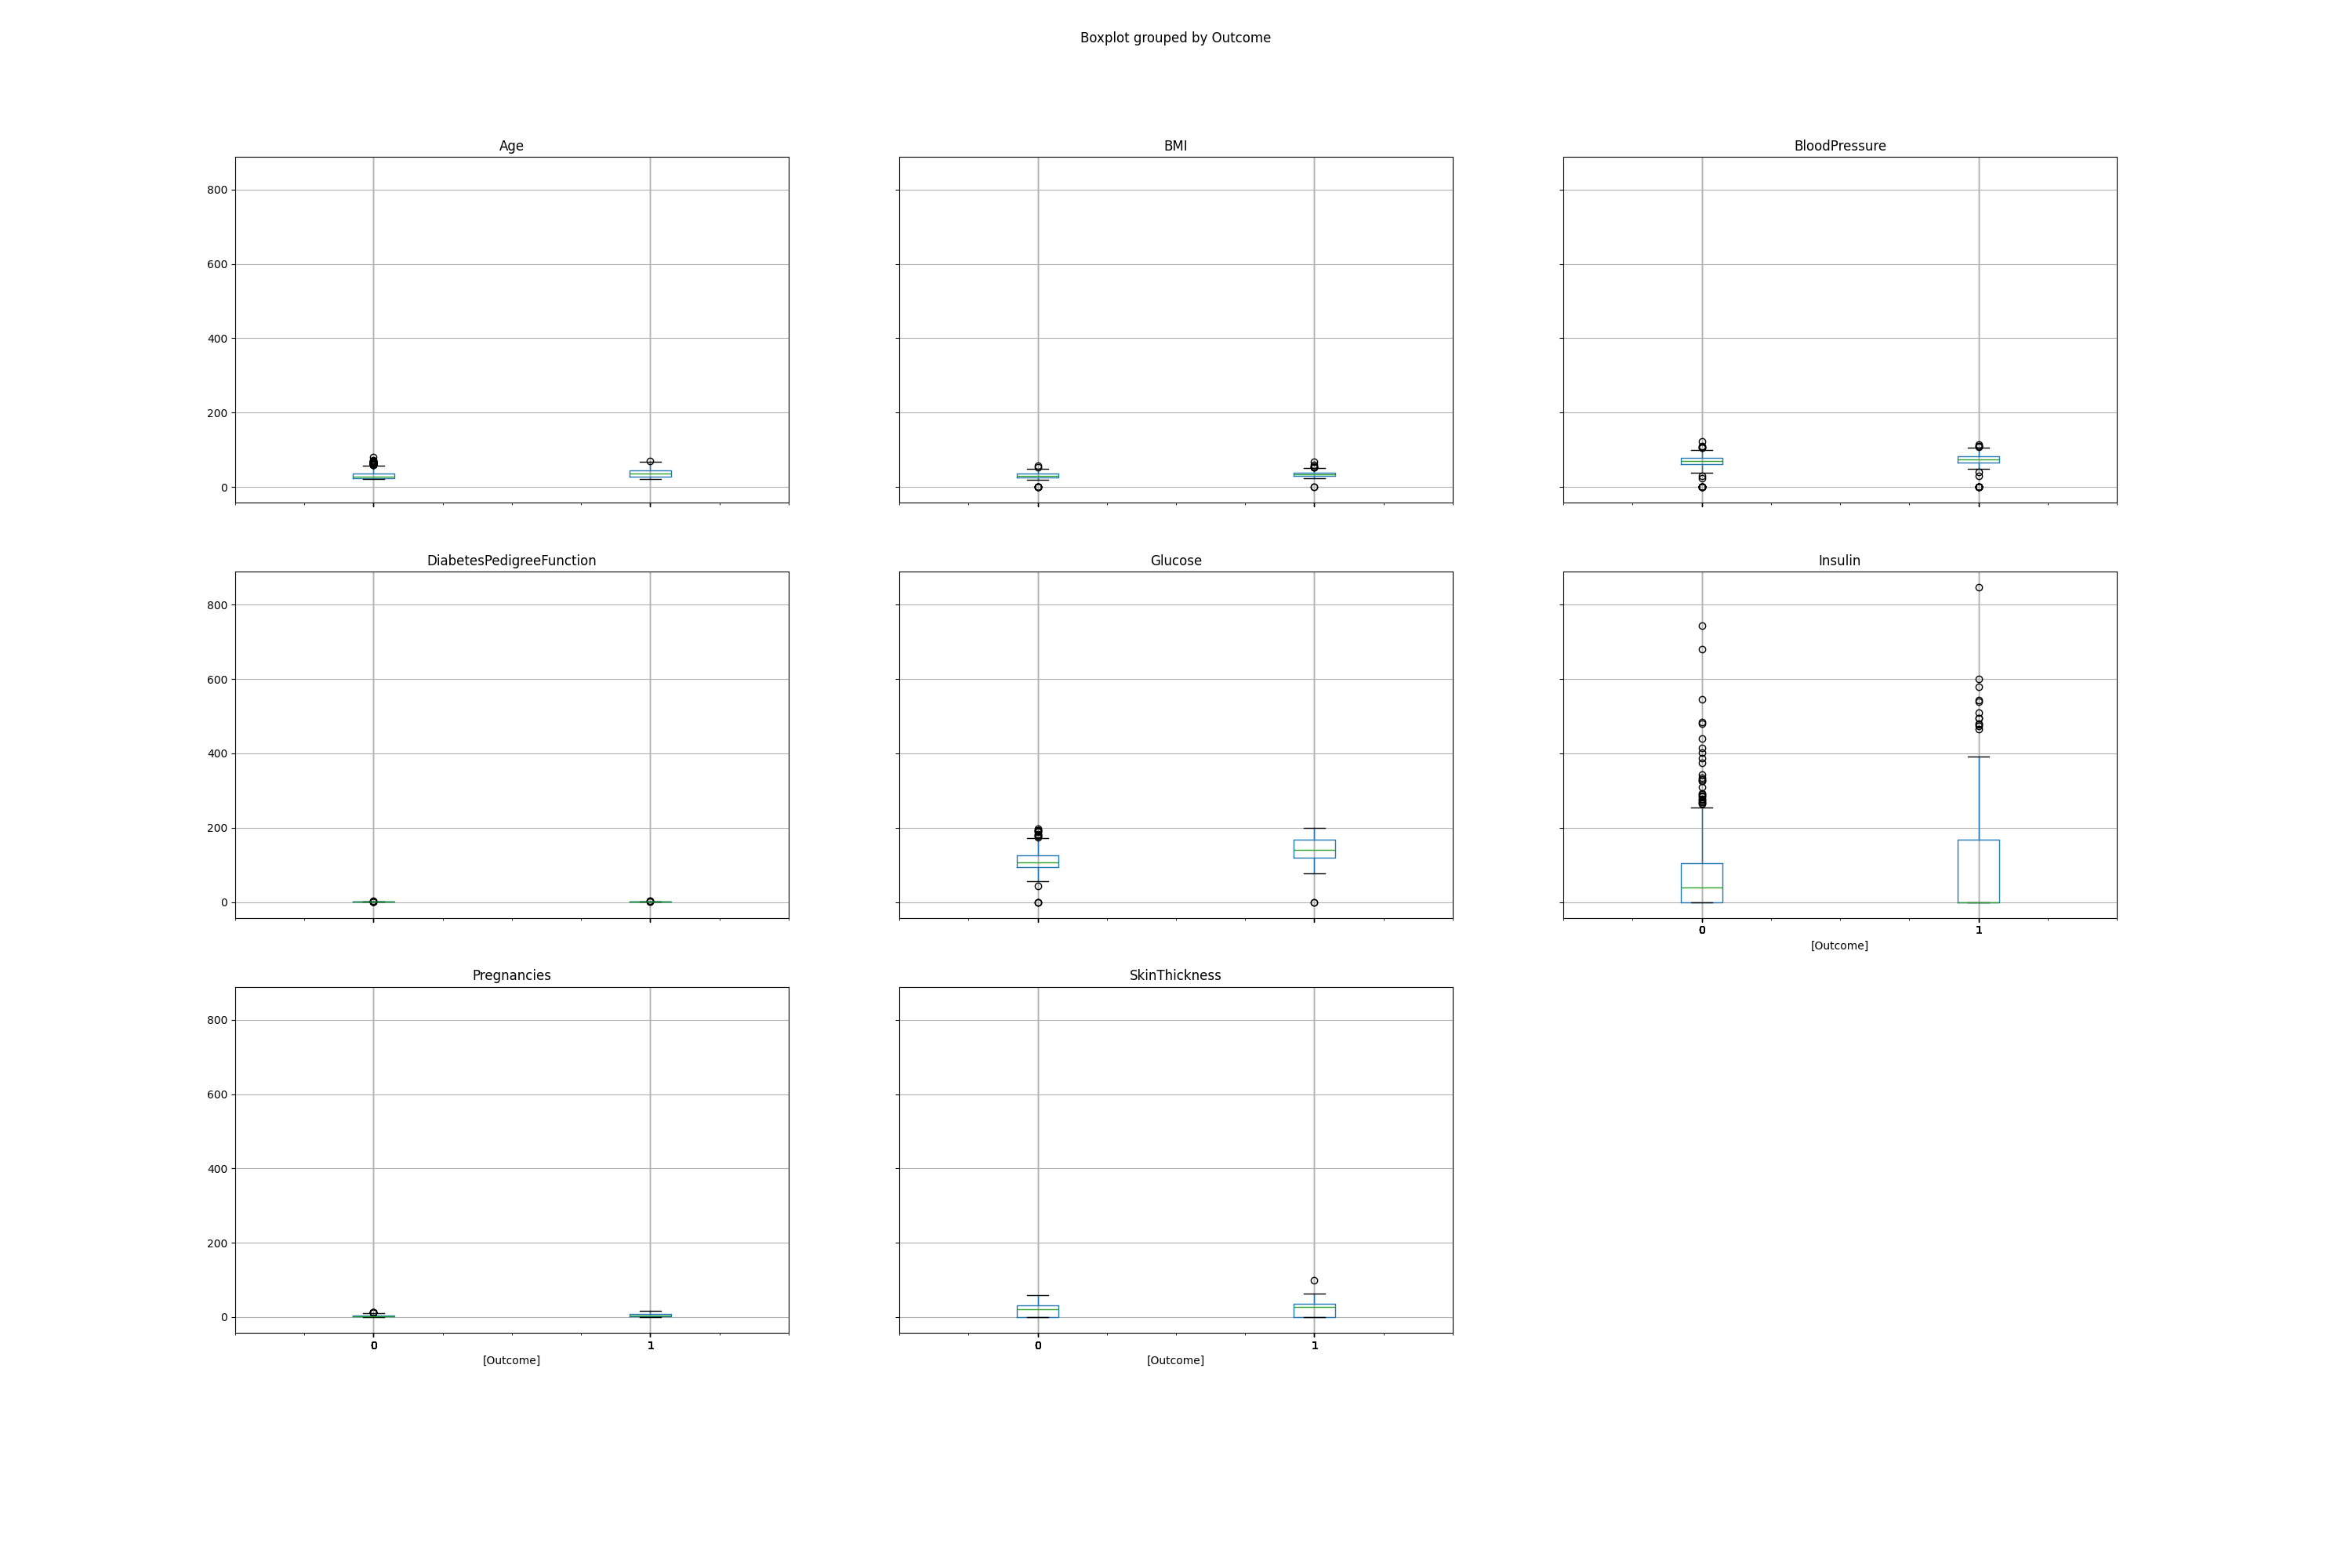 Boxplot grouped by Outcome
Age
BMI
BloodPressure
800
600
400
200
0
DiabetesPedigreeFunction
Glucose
Insulin
800
600
400
200
0
0
1
[Outcome]
Pregnancies
SkinThickness
800
600
400
200
0
0
1
0
1
[Outcome]
[Outcome]